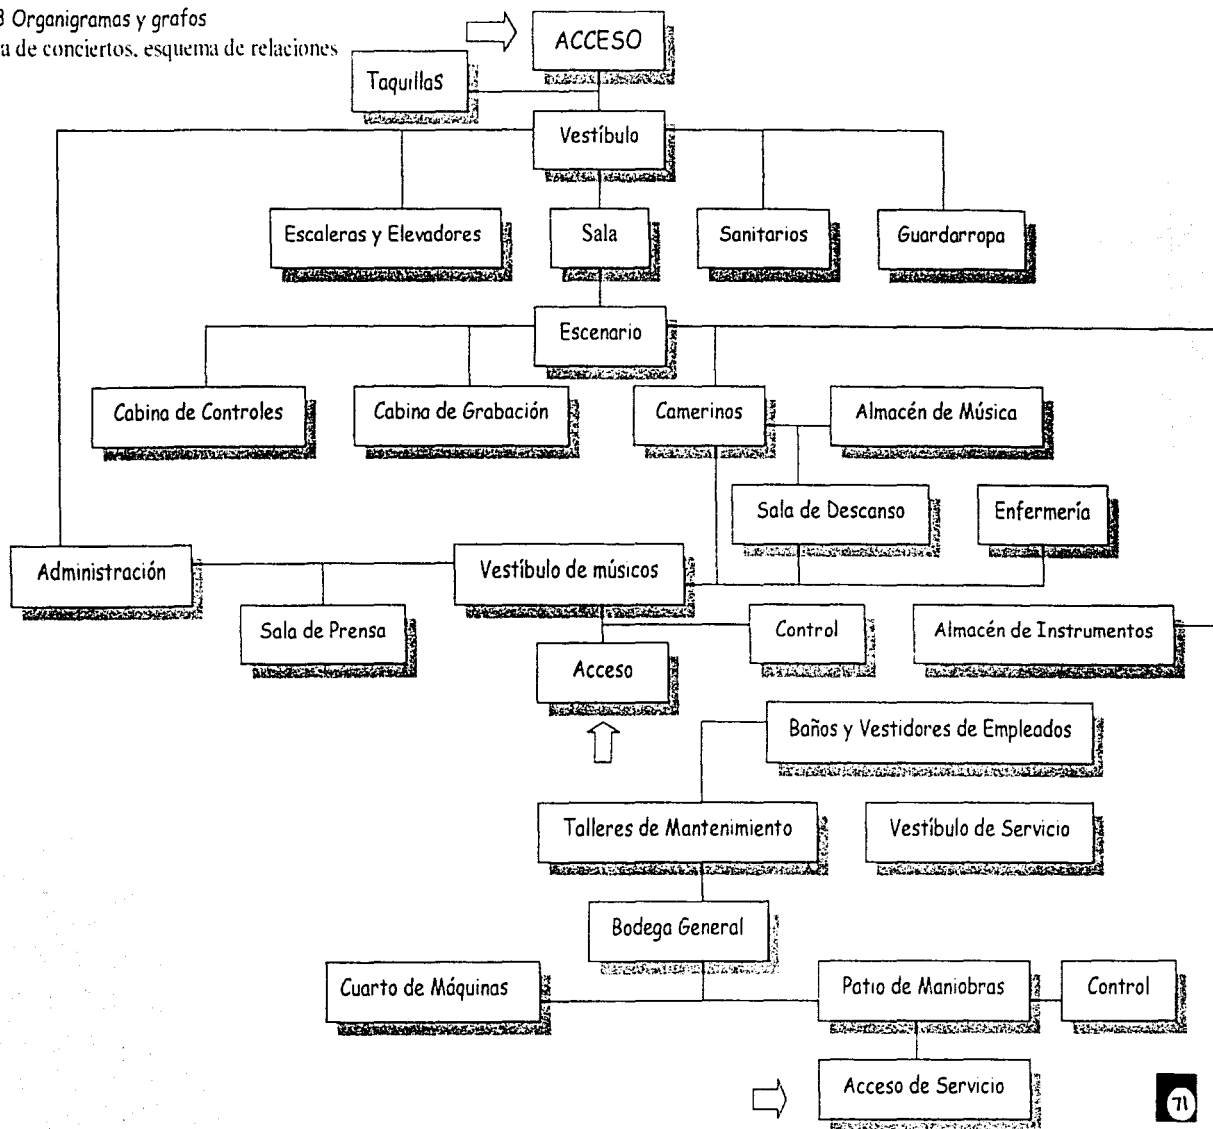 3 Organigramas y grafos
a de conciertos. esquema de relaciones
ACCESO
Taquillas
Vestíbulo
Escaleras y Elevadores
Sala
Sanitarios
Guardarropa
Escenario
Cabina de Controles
Cabina de Grabación
Camerinos
Almacén de Música
Sala de Descanso
Enfermería
Administración
Vestíbulo de músicos
Sala de Prensa
Control
Almacén de Instrumentos
Acceso
Baños y Vestidores de Empleados
Talleres de Mantenimiento
Vestíbulo de Servicio
Bodega General
Cuarto de Máquinas
Patio de Maniobras
Control
Acceso de Servicio
71